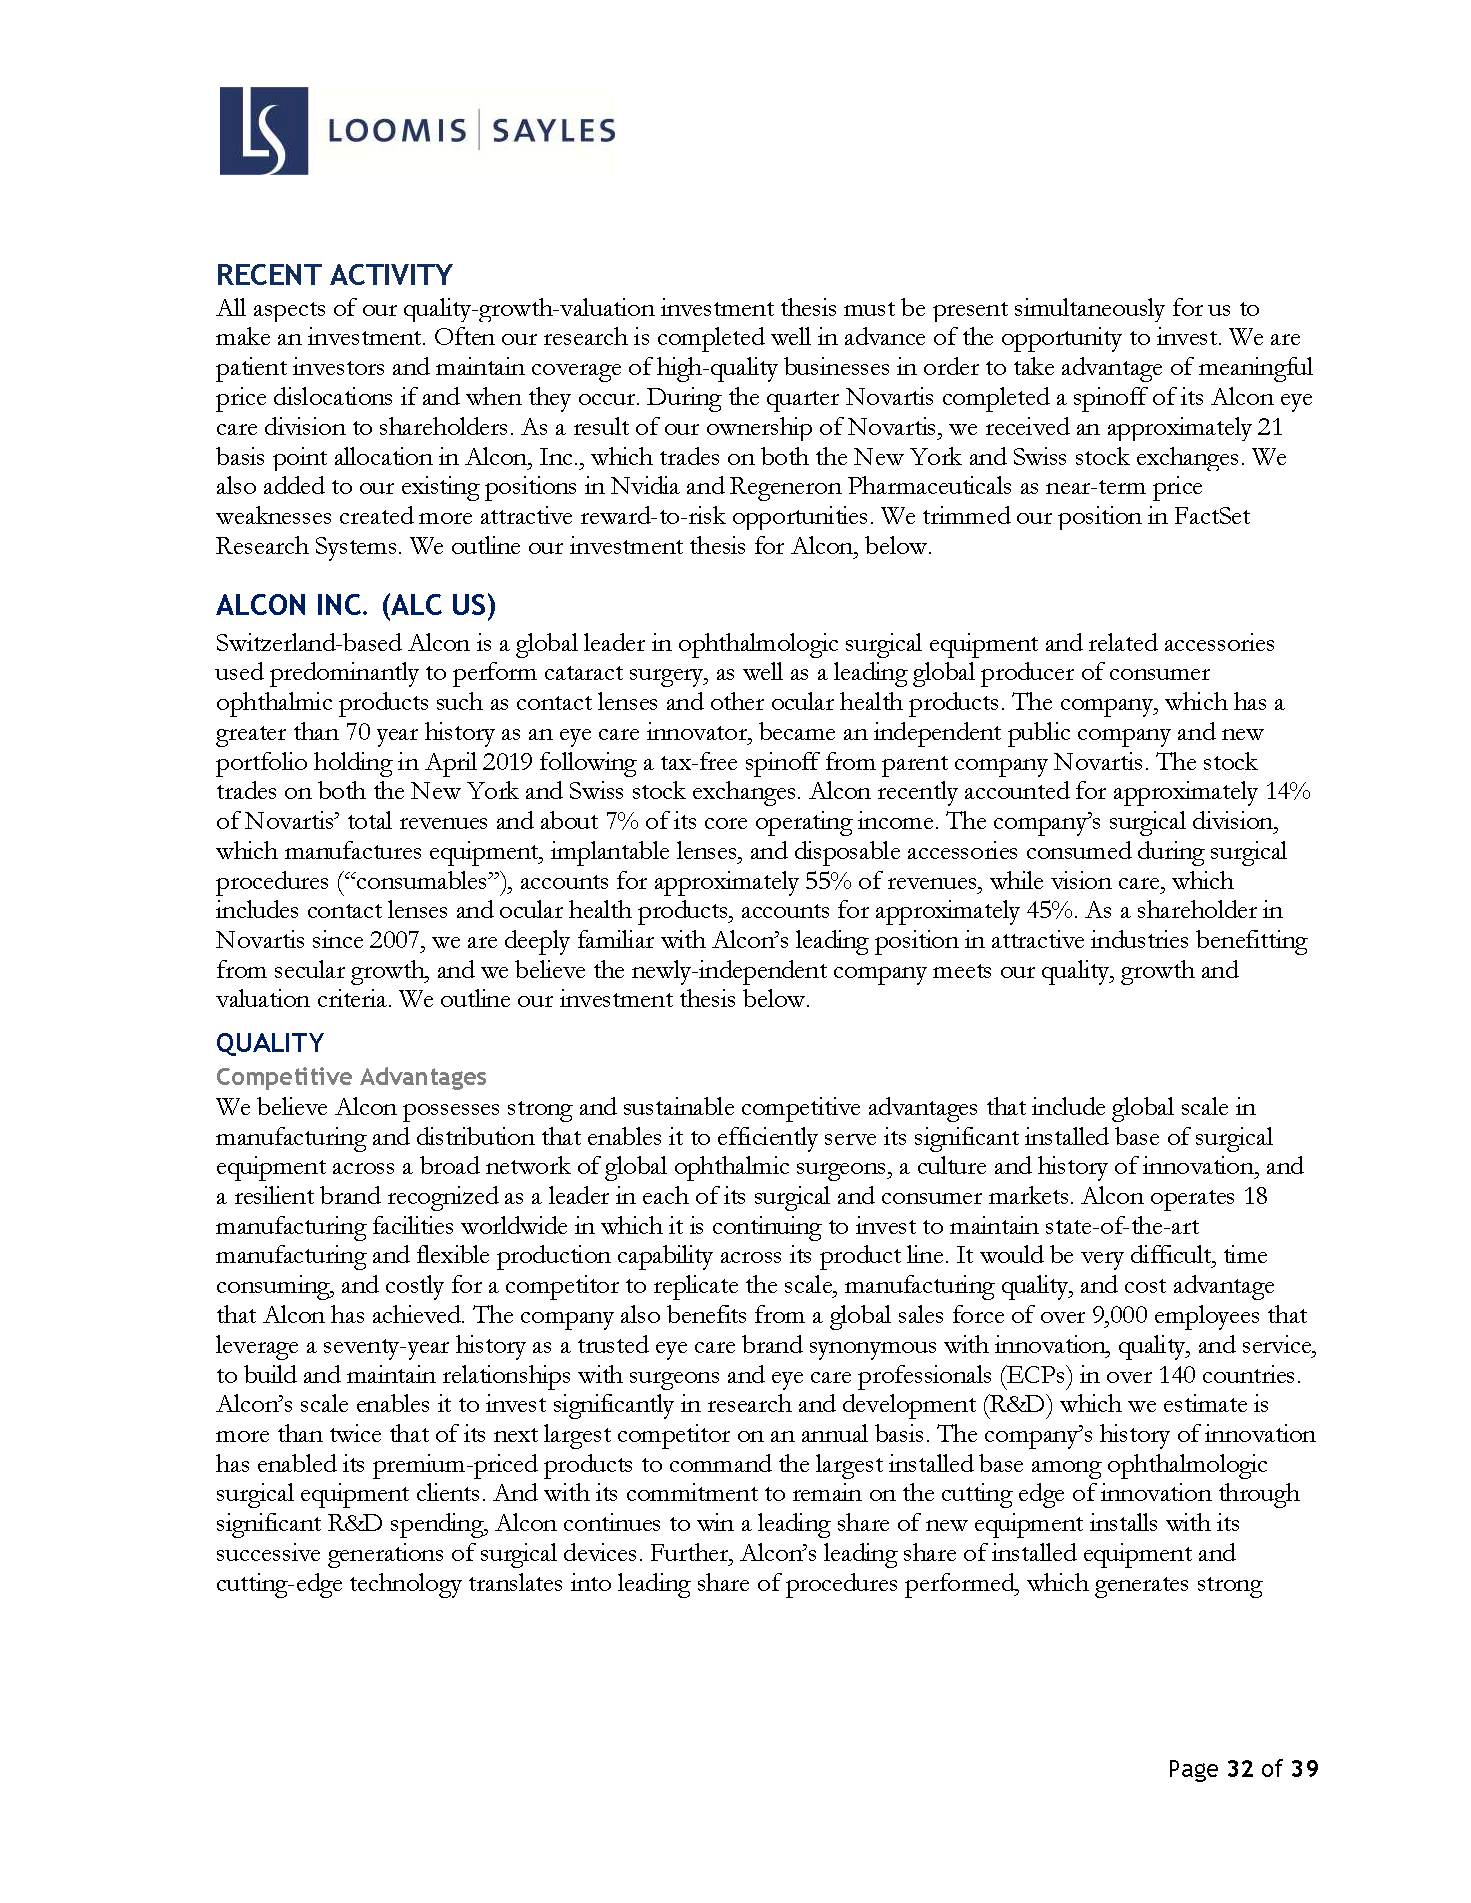 LS LOOMIS | SAYLES
RECENT ACTIVITY
All aspects of our quality-growth-valuation investment thesis must be present simultaneously for us to
make an investment. Often our research is completed well in advance of the opportunity to invest. We are
patient investors and maintain coverage of high-quality businesses in order to take advantage of meaningful
price dislocations if and when they occur. During the quarter Novartis completed a spinoff of its Alcon eye
care division to shareholders. As a result of our ownership of Novartis, we received an approximately 21
basis point allocation in Alcon, Inc., which trades on both the New York and Swiss stock exchanges. We
also added to our existing positions in Nvidia and Regeneron Pharmaceuticals as near-term price
weaknesses created more attractive reward-to-risk opportunities. We trimmed our position in FactSet
Research Systems. We outline our investment thesis for Alcon, below.
ALCON INC. (ALC US)
Switzerland-based Alcon is a global leader in ophthalmologic surgical equipment and related accessories
used predominantly to perform cataract surgery, as well as a leading global producer of consumer
ophthalmic products such as contact lenses and other ocular health products. The company, which has a
greater than 70 year history as an eye care innovator, became an independent public company and new
portfolio holding in April 2019 following a tax-free spinoff from parent company Novartis. The stock
trades on both the New York and Swiss stock exchanges. Alcon recently accounted for approximately 14%
of Novartis’ total revenues and about 7% of its core operating income. The company’s surgical division,
which manufactures equipment, implantable lenses, and disposable accessories consumed during surgical
procedures (“consumables”), accounts for approximately 55% of revenues, while vision care, which
includes contact lenses and ocular health products, accounts for approximately 45%. As a shareholder in
Novartis since 2007, we are deeply familiar with Alcon’s leading position in attractive industries benefitting
from secular growth, and we believe the newly-independent company meets our quality, growth and
valuation criteria. We outline our investment thesis below.
QUALITY
Competitive Advantages
We believe Alcon possesses strong and sustainable competitive advantages that include global scale in
manufacturing and distribution that enables it to efficiently serve its significant installed base of surgical
equipment across a broad network of global ophthalmic surgeons, a culture and history of innovation, and
a resilient brand recognized as a leader in each of its surgical and consumer markets. Alcon operates 18
manufacturing facilities worldwide in which it is continuing to invest to maintain state-of-the-art
manufacturing and flexible production capability across its product line. It would be very difficult, time
consuming, and costly for a competitor to replicate the scale, manufacturing quality, and cost advantage
that Alcon has achieved. The company also benefits from a global sales force of over 9,000 employees that
leverage a seventy-year history as a trusted eye care brand synonymous with innovation, quality, and service,
to build and maintain relationships with surgeons and eye care professionals (ECPs) in over 140 countries.
Alcon’s scale enables it to invest significantly in research and development (R&D) which we estimate is
more than twice that of its next largest competitor on an annual basis. The company’s history of innovation
has enabled its premium-priced products to command the largest installed base among ophthalmologic
surgical equipment clients. And with its commitment to remain on the cutting edge of innovation through
significant R&D spending, Alcon continues to win a leading share of new equipment installs with its
successive generations of surgical devices. Further, Alcon’s leading share of installed equipment and
cutting-edge technology translates into leading share of procedures performed, which generates strong
Page 32 of 39